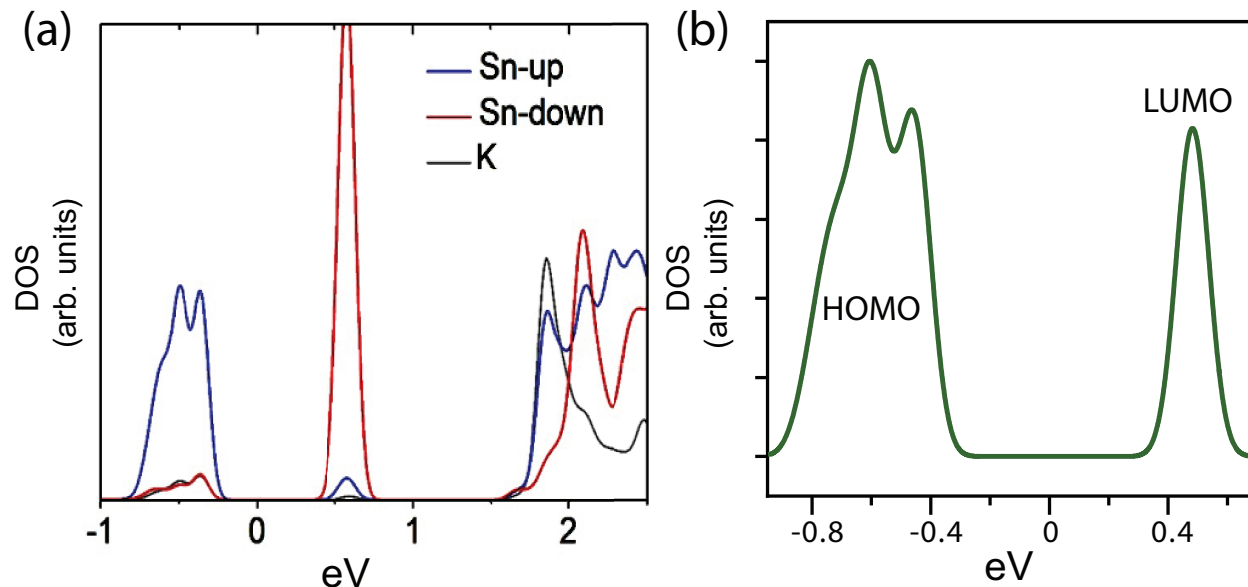 (a)
Sn-up
Sn-down
K
DOS
(arb. units)
-1
0
1
2
eV
(b)
LUMO
HOMO
DOS
(arb. units)
-0.8
-0.4
0
0.4
eV